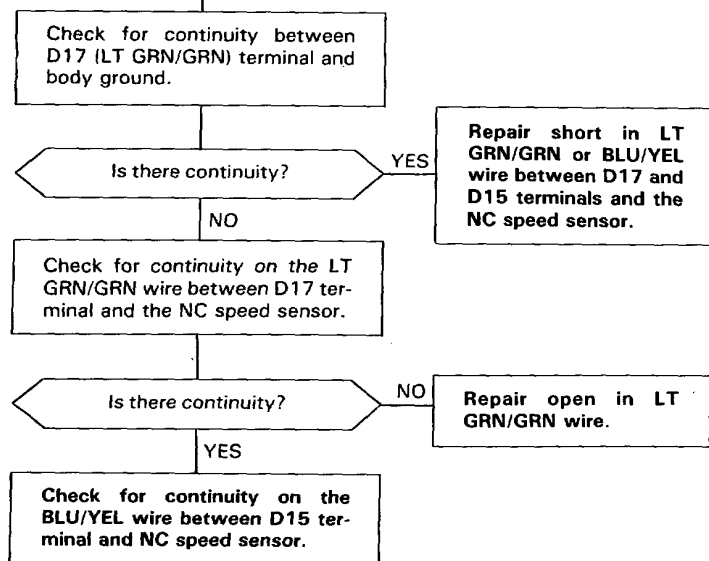 Check for continuity between
D17 (LT GRN/GRN) terminal and
body ground.
Is there continuity?
YES
Repair short in LT
GRN/GRN or BLU/YEL
wire between D17 and
D15 terminals and the
NC speed sensor.
NO
Check for continuity on the LT
GRN/GRN wire between D17 ter-
minal and the NC speed sensor.
Is there continuity?
NO
Repair open in LT
GRN/GRN wire.
YES
Check for continuity on the
BLU/YEL wire between D15 ter-
minal and NC speed sensor.